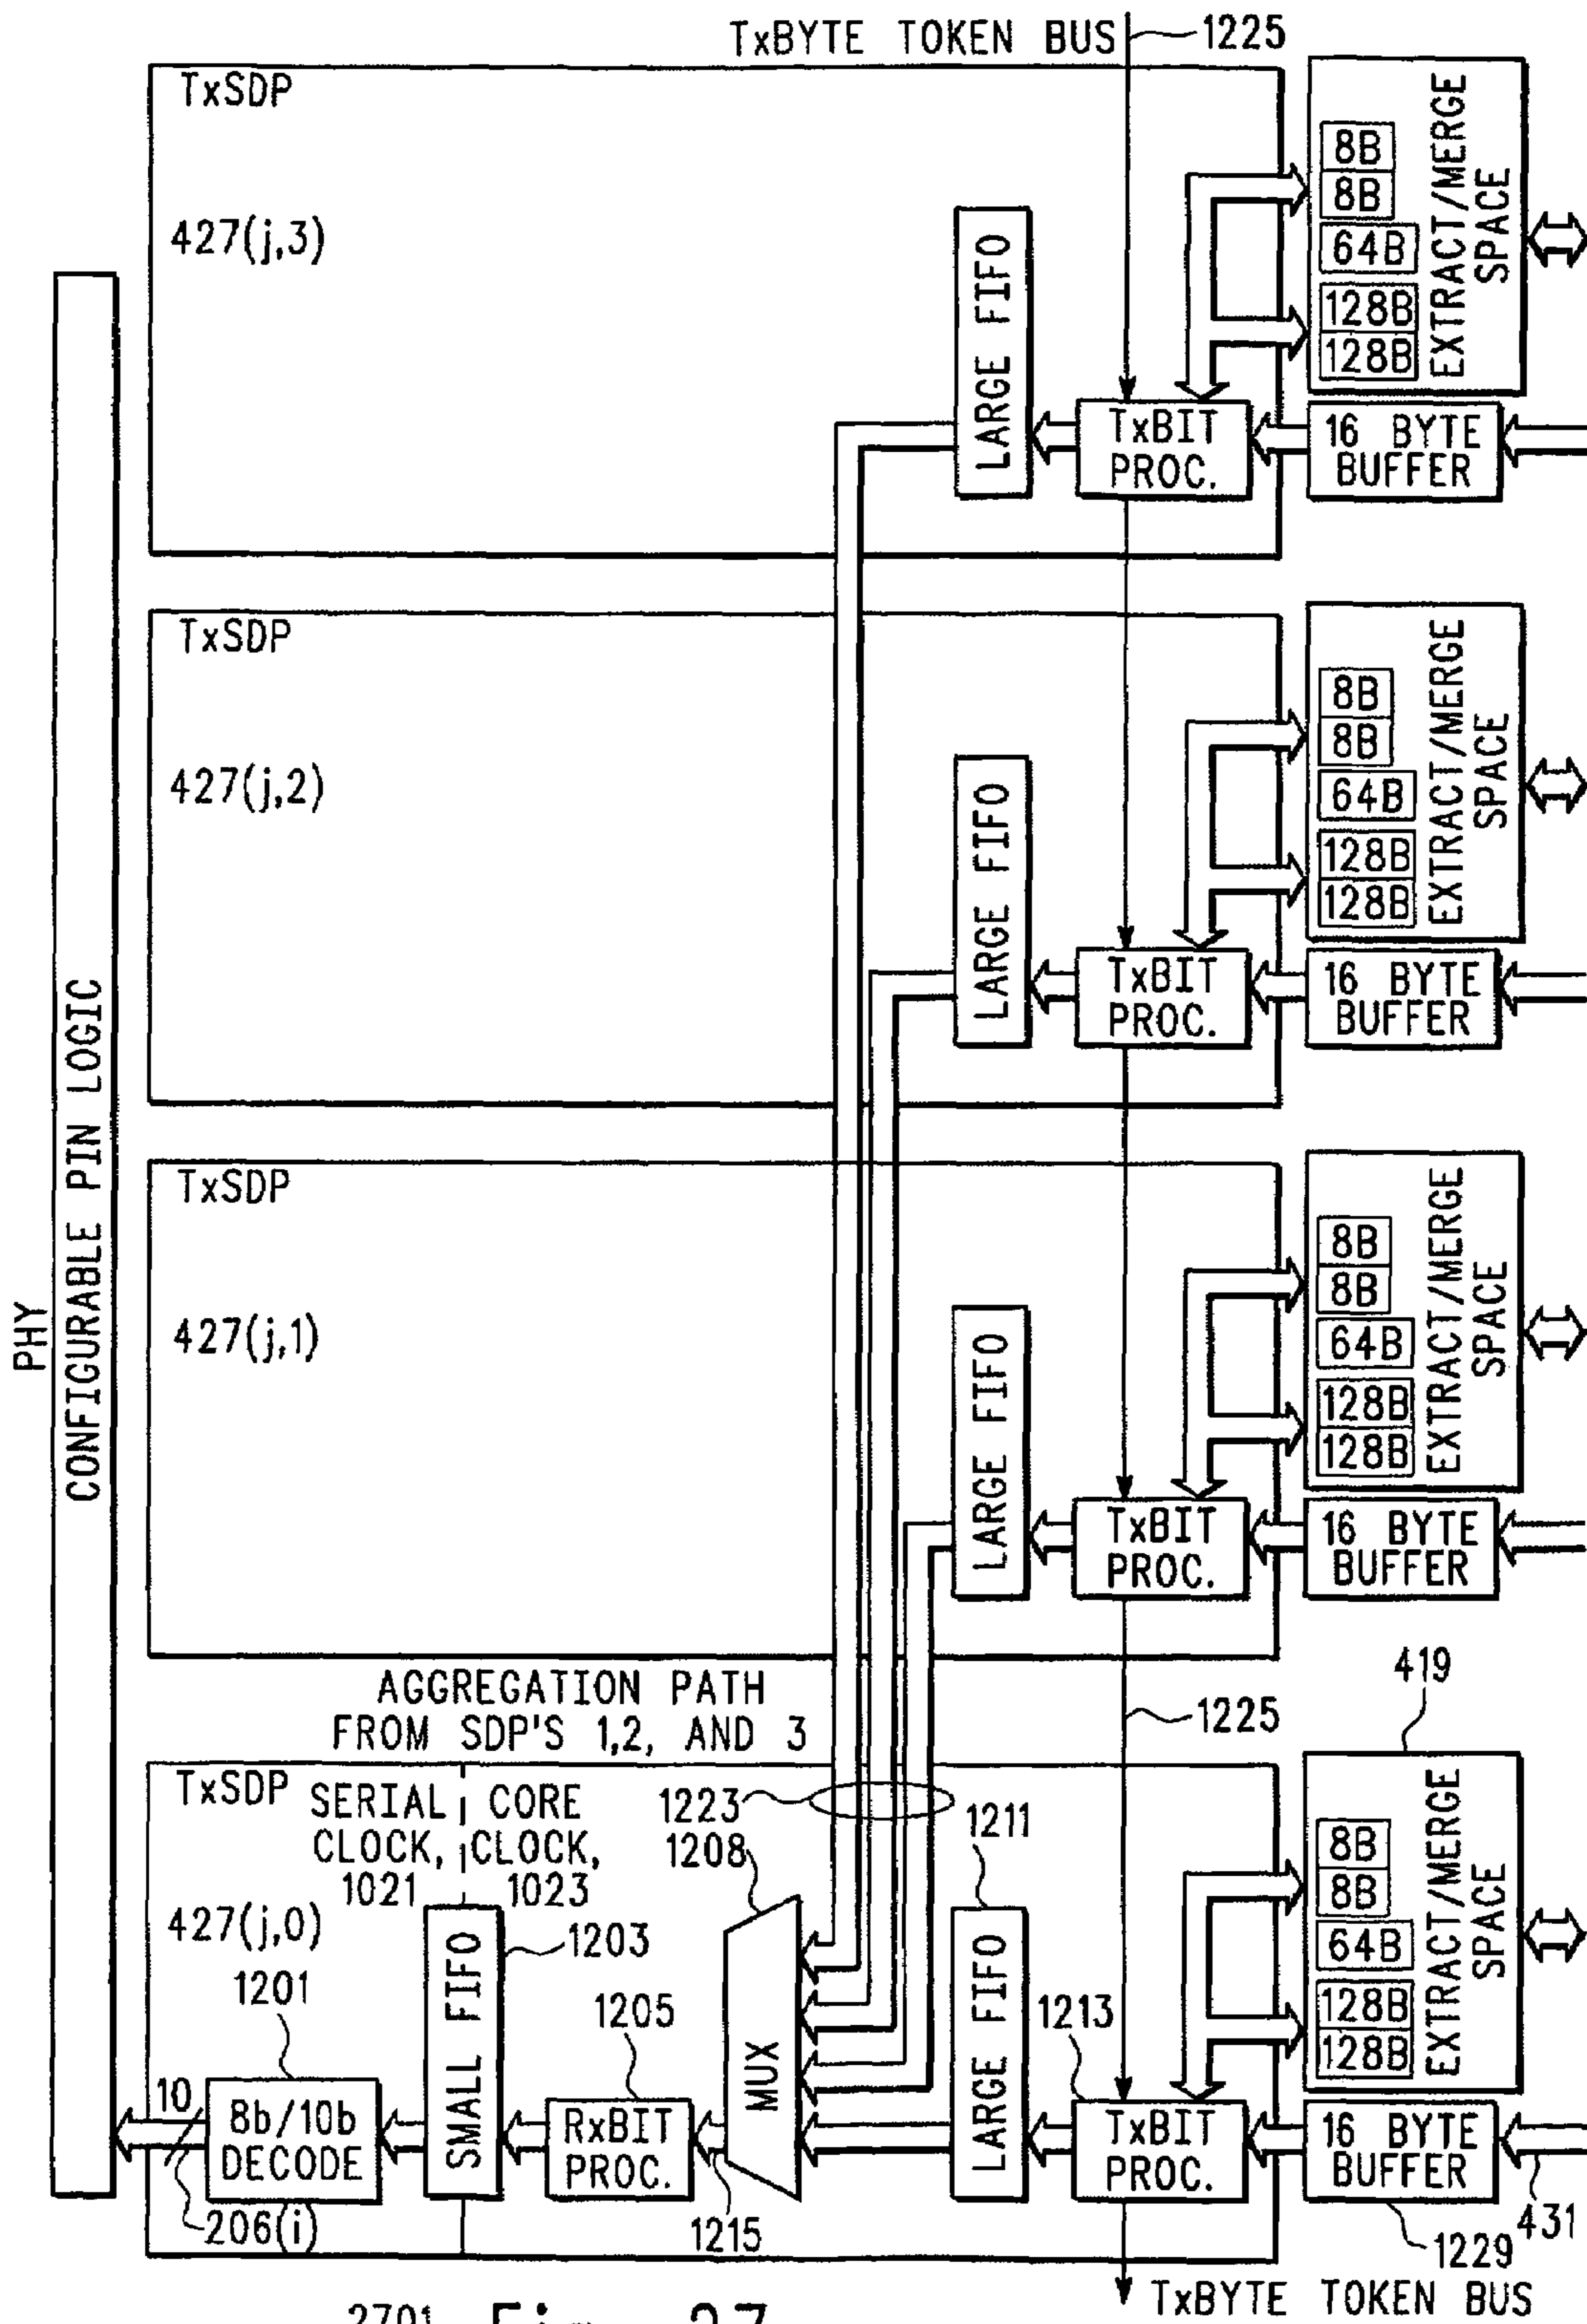 TxBYTE TOKEN BUS
1225
TxSDP
427(j,3)
LARGE FIFO
TxBIT
PROC.
8B
8B
64B
128B
128B
EXTRACT/MERGE
SPACE
16 BYTE
BUFFER
TxSDP
427(j,2)
LARGE FIFO
TxBIT
PROC.
8B
8B
64B
128B
128B
EXTRACT/MERGE
SPACE
16 BYTE
BUFFER
PHY
CONFIGURABLE PIN LOGIC
TxSDP
427(j,1)
LARGE FIFO
TxBIT
PROC.
8B
8B
64B
128B
128B
EXTRACT/MERGE
SPACE
16 BYTE
BUFFER
AGGREGATION PATH
FROM SDP'S 1,2, AND 3
1225
419
TxSDP
SERIAL
CLOCK,
1021
CORE
CLOCK,
1023
1223
1208
1211
427(j,0)
1201
1203
1205
1213
10
8b/10b
DECODE
SMALL FIFO
RxBIT
PROC.
MUX
LARGE FIFO
TxBIT
PROC.
8B
8B
64B
128B
128B
EXTRACT/MERGE
SPACE
16 BYTE
BUFFER
206(i)
1215
431
1229
TxBYTE TOKEN BUS
2701
Fig. 27